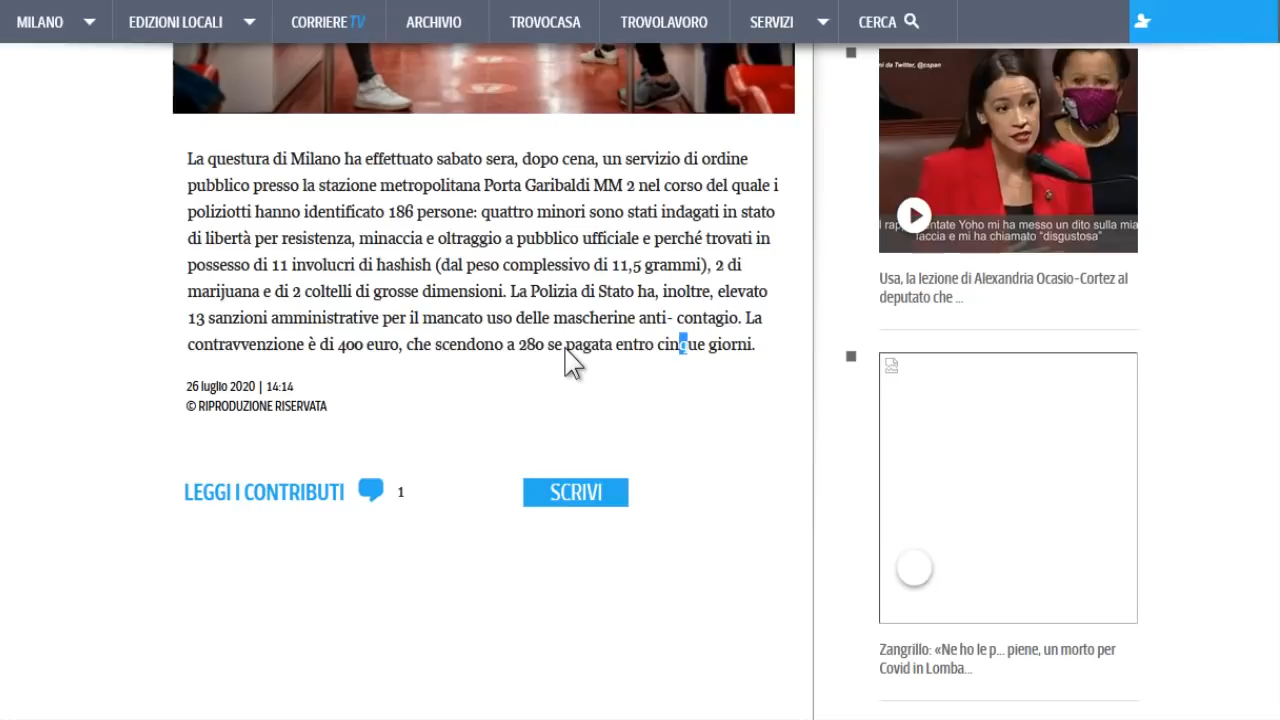 MILANO
EDIZIONI LOCALI
CORRIERE TV
ARCHIVIO
TROVOCASA
TROVOLAVORO
SERVIZI
CERCA
La questura di Milano ha effettuato sabato sera, dopo cena, un servizio di ordine
pubblico presso la stazione metropolitana Porta Garibaldi MM 2 nel corso del quale i
poliziotti hanno identificato 186 persone: quattro minori sono stati indagati in stato
di libertà per resistenza, minaccia e oltraggio a pubblico ufficiale e perché trovati in
possesso di 11 involucri di hashish (dal peso complessivo di 11,5 grammi), 2 di
marijuana e di 2 coltelli di grosse dimensioni. La Polizia di Stato ha, inoltre, elevato
13 sanzioni amministrative per il mancato uso delle mascherine anti- contagio. La
contravvenzione è di 400 euro, che scendono a 280 se pagata entro cinque giorni.
26 luglio 2020 | 14:14
© RIPRODUZIONE RISERVATA
LEGGI I CONTRIBUTI 1
SCRIVI
da Twitter, @cspan
Yoho mi ha messo un dito sulla mia
faccia e mi ha chiamato "disgustosa"
Usa, la lezione di Alexandria Ocasio-Cortez al
deputato che ...
Zangrillo: «Ne ho le p... piene, un morto per
Covid in Lomba...